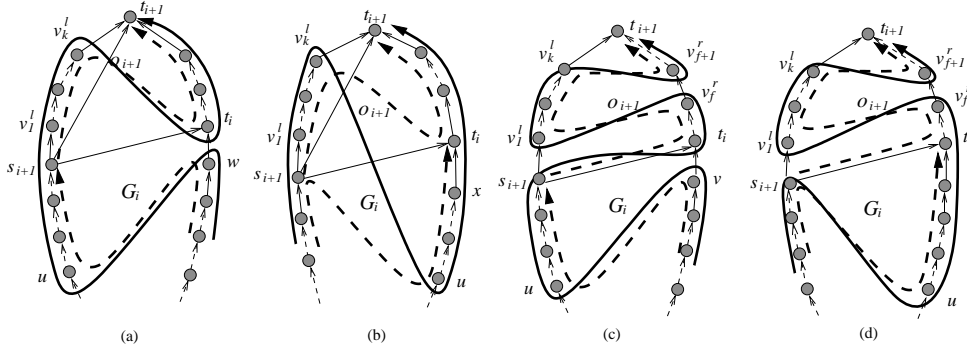 t_{i+1} t_{i+1} t_{i+1} t_{i+1}
v_k^l v_k^l v_k^l v_{f+1}^r v_k^l v_{f+1}^r
o_{i+1} o_{i+1} o_{i+1} o_{i+1}
v_f^r
v_1^l t_i v_1^l t_i v_1^l t_i v_1^l
s_{i+1} w s_{i+1} x s_{i+1} v s_{i+1}
G_i G_i G_i G_i
u u u u
(a) (b) (c) (d)